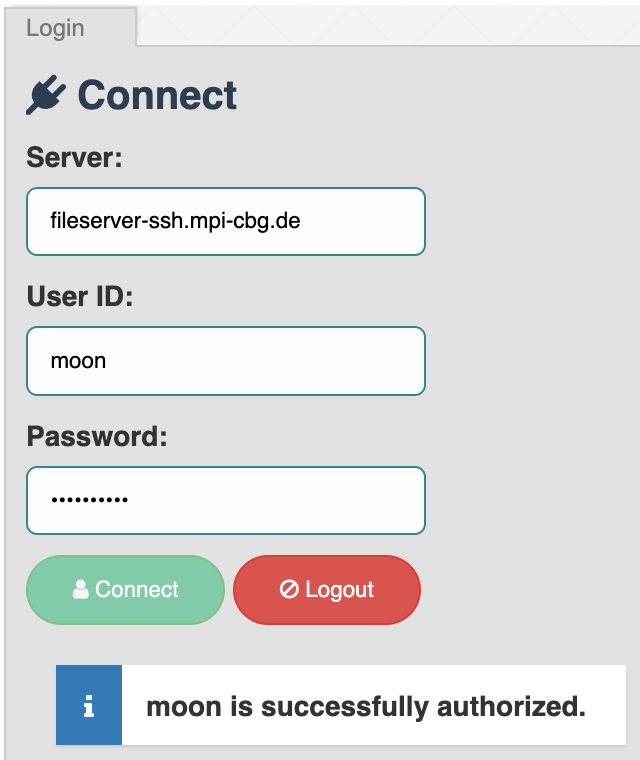 Login
Connect
Server:
fileserver-ssh.mpi-cbg.de
User ID:
moon
Password:
••••••••••
Connect
Logout
moon is successfully authorized.